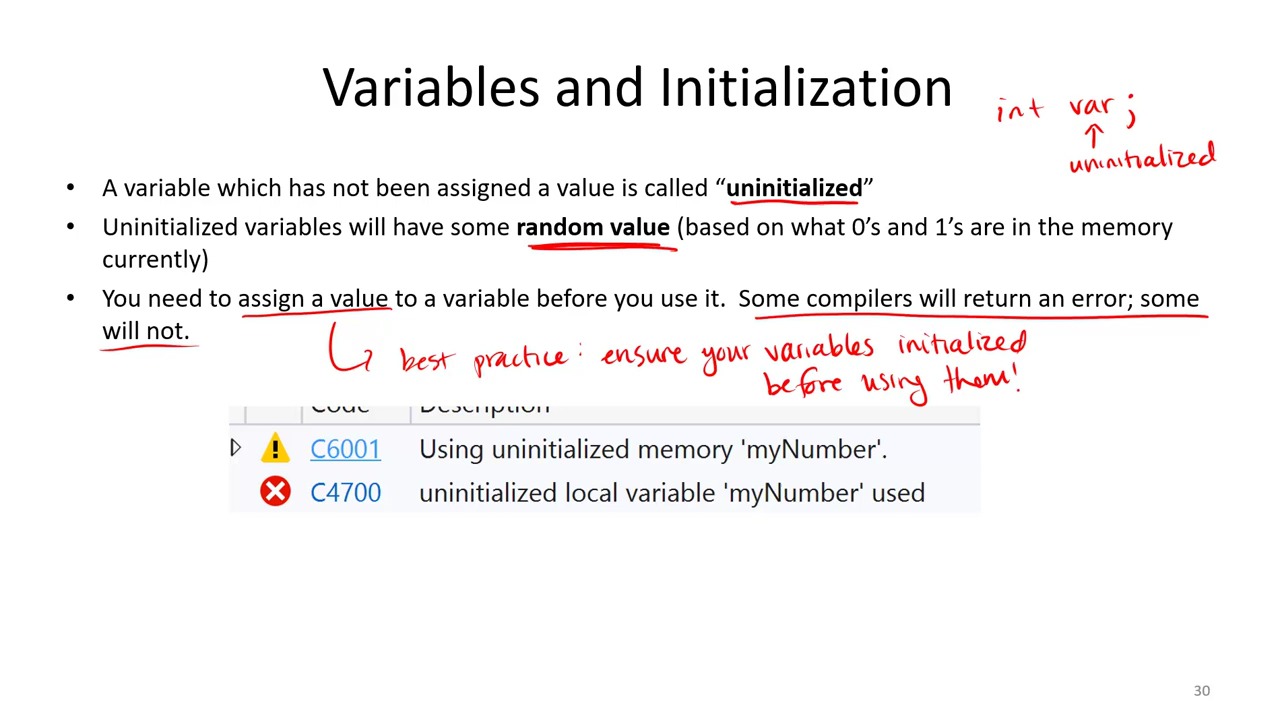 Variables and Initialization
int var ;
uninitialized
• A variable which has not been assigned a value is called “uninitialized”
• Uninitialized variables will have some random value (based on what 0’s and 1’s are in the memory
currently)
• You need to assign a value to a variable before you use it. Some compilers will return an error; some
will not.
best practice: ensure your variables initialized
before using them!
Code Description
C6001 Using uninitialized memory 'myNumber'.
C4700 uninitialized local variable 'myNumber' used
30